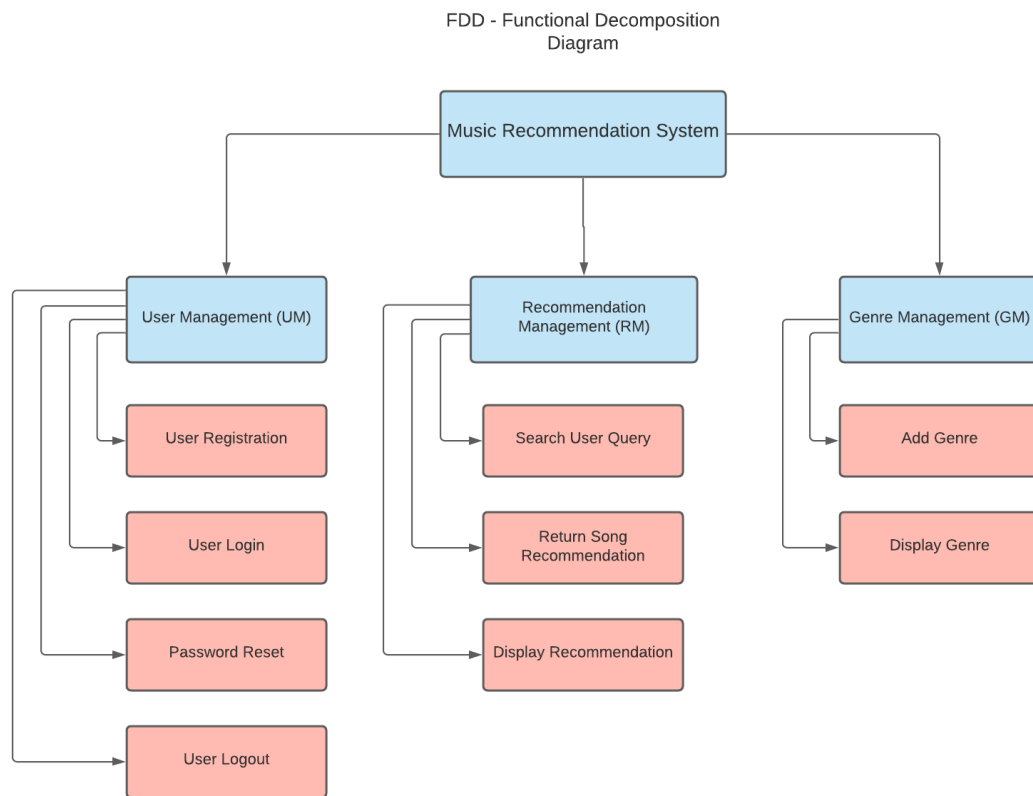 FDD - Functional Decomposition
Diagram
Music Recommendation System
User Management (UM)
Recommendation
Management (RM)
Genre Management (GM)
User Registration
Search User Query
Add Genre
User Login
Return Song
Recommendation
Display Genre
Password Reset
Display Recommendation
User Logout